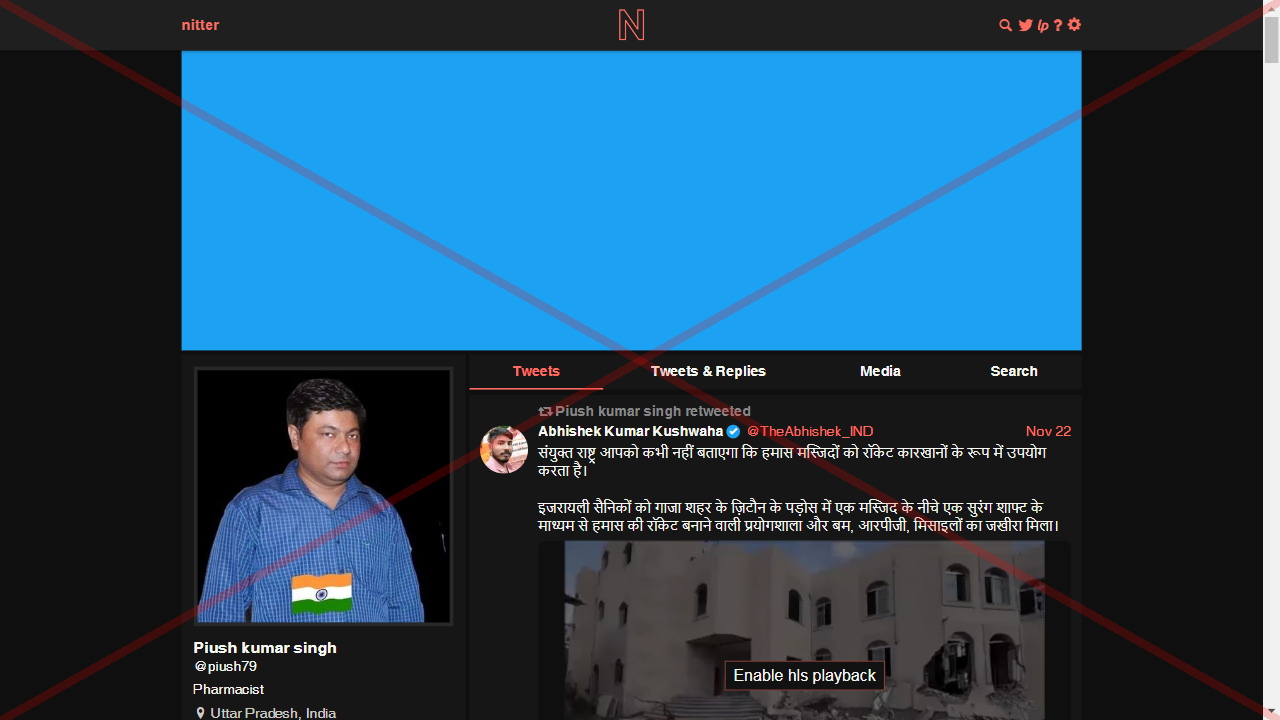 nitter
N
lp ?
Tweets
Tweets & Replies
Media
Search
Piush kumar singh retweeted
Abhishek Kumar Kushwaha @TheAbhishek_IND Nov 22
संयुक्त राष्ट्र आपको कभी नहीं बताएगा कि हमास मस्जिदों को रॉकेट कारखानों के रूप में उपयोग
करता है।
इजरायली सैनिकों को गाजा शहर के ज़िटौन के पड़ोस में एक मस्जिद के नीचे एक सुरंग शाफ्ट के
माध्यम से हमास की रॉकेट बनाने वाली प्रयोगशाला और बम, आरपीजी, मिसाइलों का जखीरा मिला।
Enable hls playback
Piush kumar singh
@piush79
Pharmacist
Uttar Pradesh, India